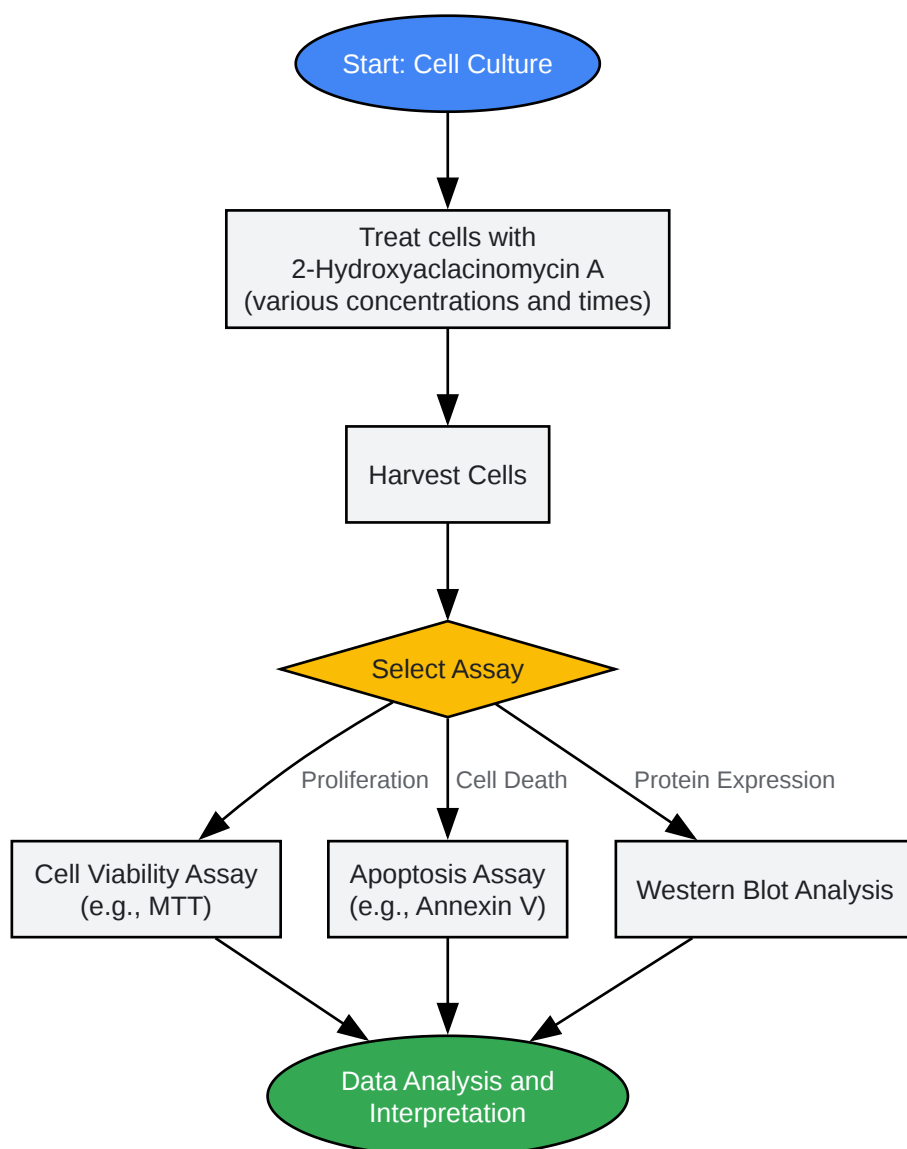 Start: Cell Culture
Treat cells with
2-Hydroxyaclacinomycin A
(various concentrations and times)
Harvest Cells
Select Assay
Proliferation
Cell Death
Protein Expression
Cell Viability Assay
(e.g., MTT)
Apoptosis Assay
(e.g., Annexin V)
Western Blot Analysis
Data Analysis and
Interpretation